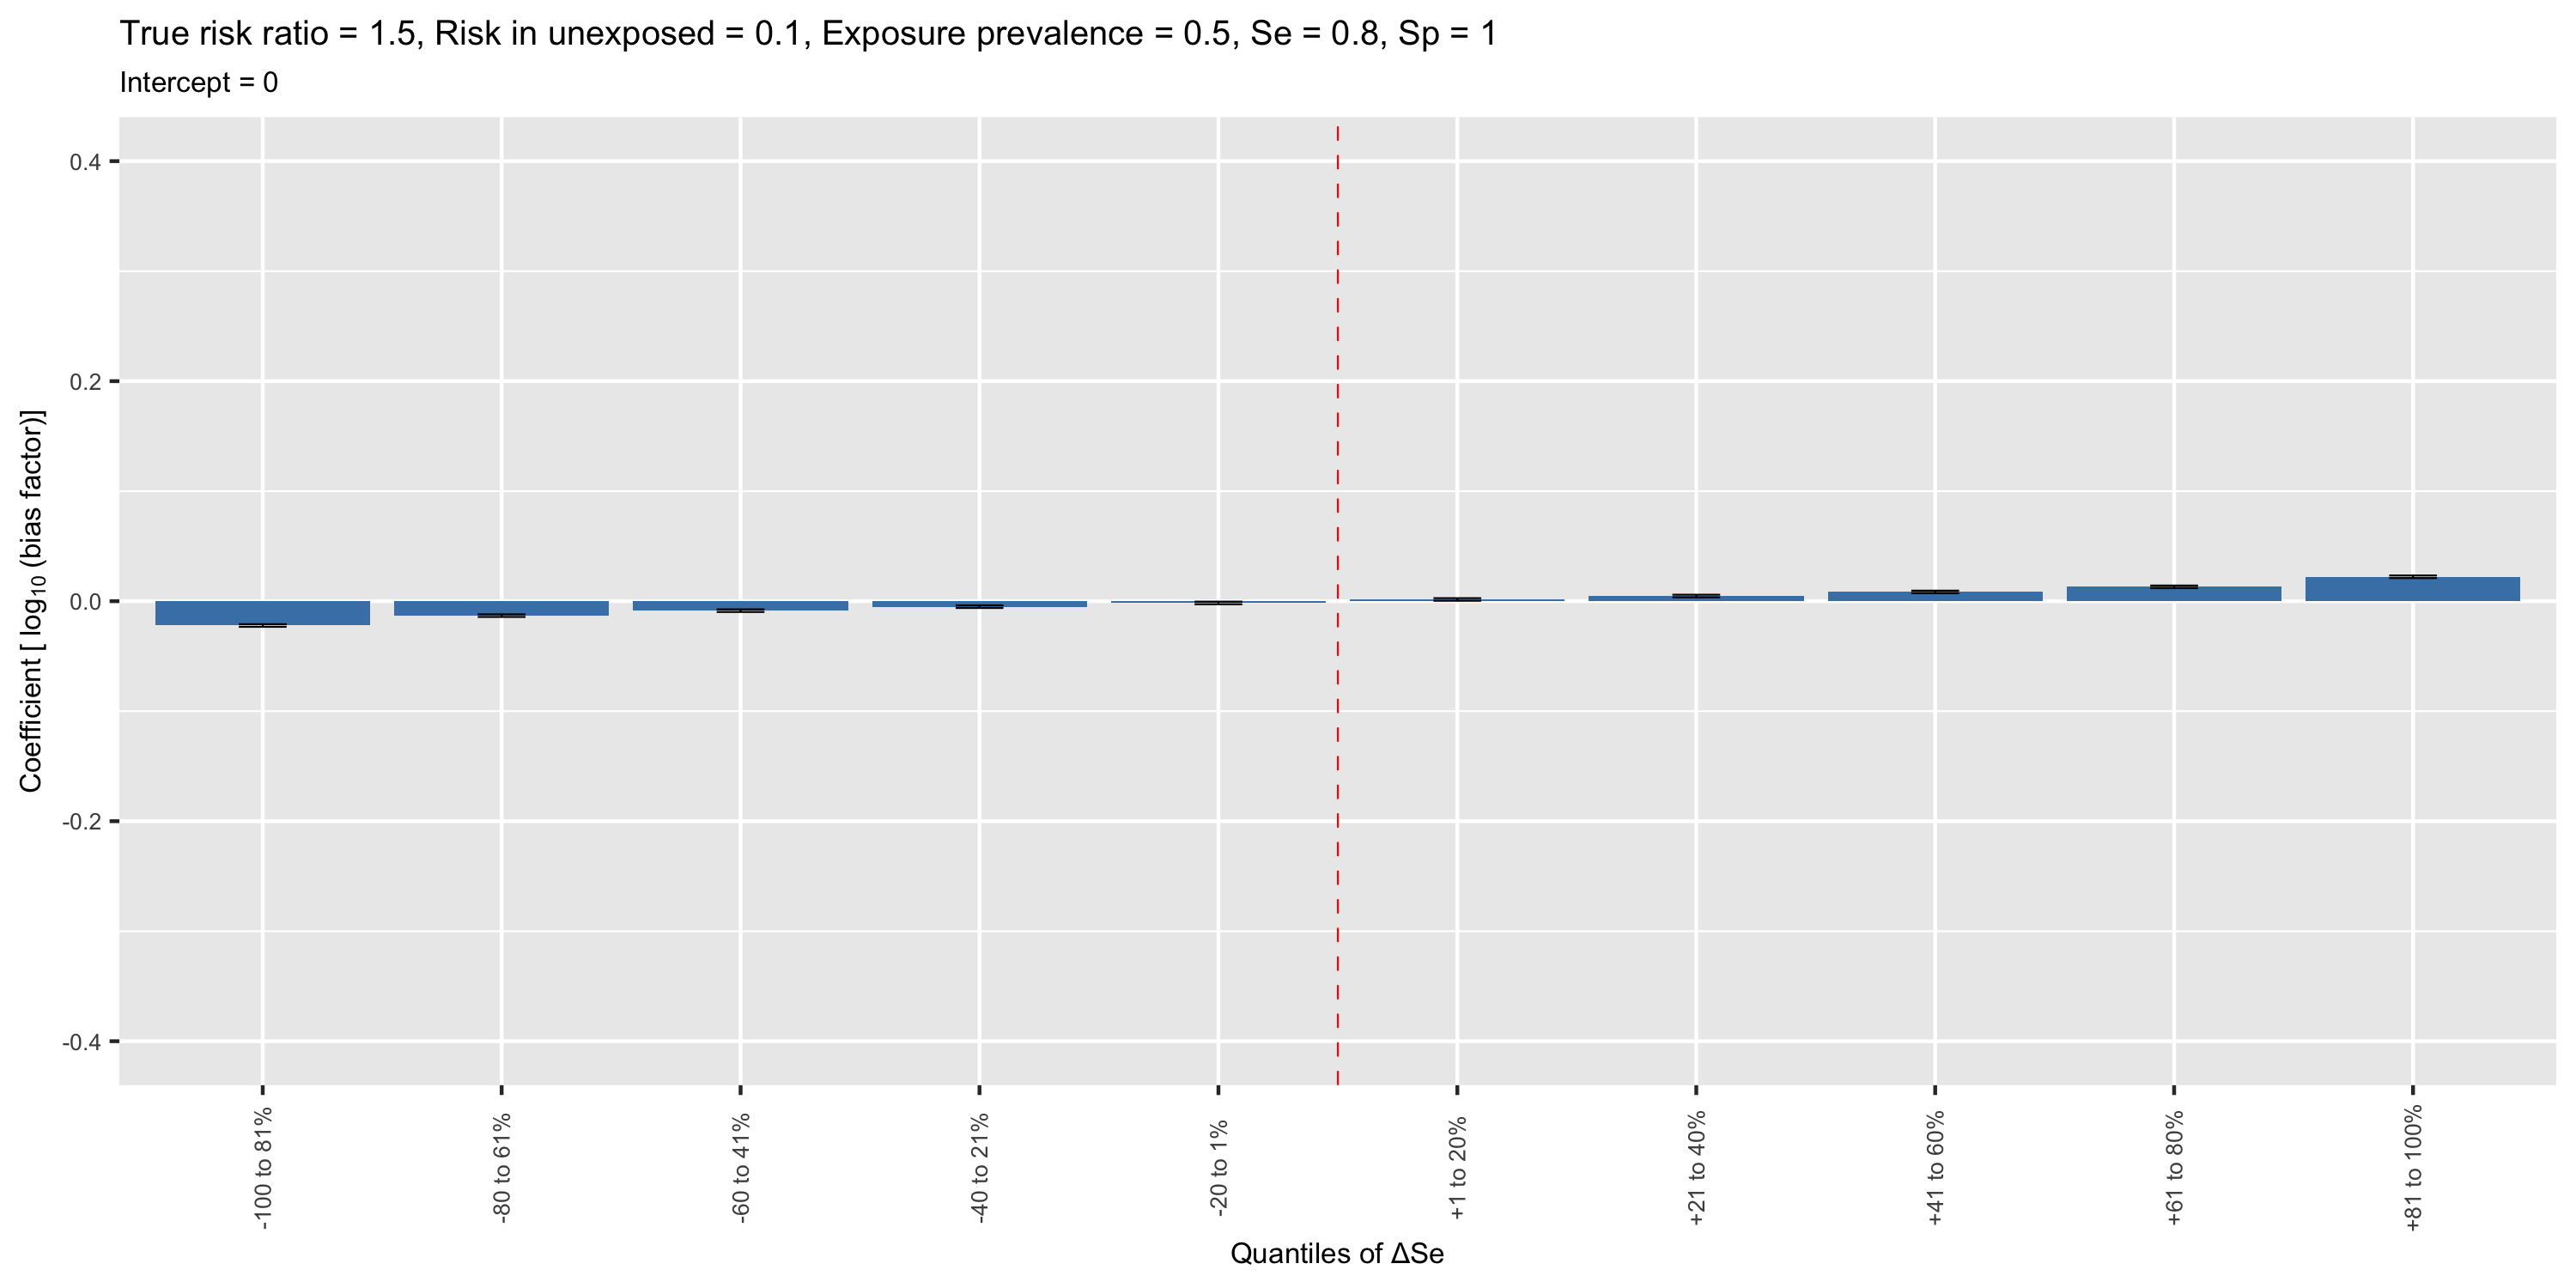 True risk ratio = 1.5, Risk in unexposed = 0.1, Exposure prevalence = 0.5, Se = 0.8, Sp = 1
Intercept = 0
Coefficient [ log₁₀ (bias factor)]
0.4
0.2
0.0
-0.2
-0.4
-100 to 81%
-80 to 61%
-60 to 41%
-40 to 21%
-20 to 1%
+1 to 20%
+21 to 40%
+41 to 60%
+61 to 80%
+81 to 100%
Quantiles of ΔSe